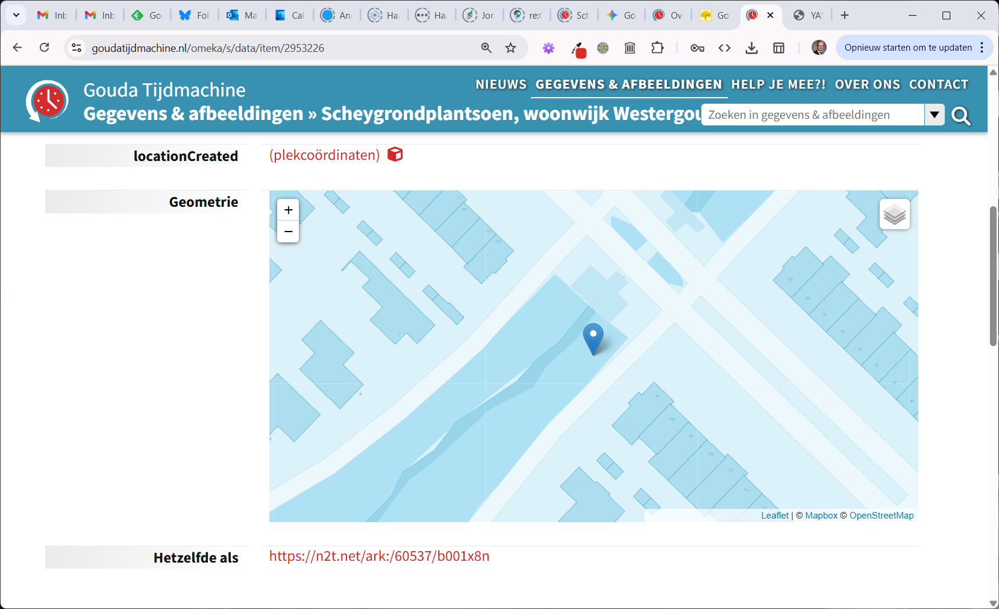 Inb
Inb
Go
Fol
Ma
Cal
An
Ha
Ha
Jon
re:
Sch
Go
Ov
Go
YAS
goudatijdmachine.nl/omeka/s/data/item/2953226
Opnieuw starten om te updaten
Gouda Tijdmachine
NIEUWS GEGEVENS & AFBEELDINGEN HELP JE MEE?! OVER ONS CONTACT
Gegevens & afbeeldingen » Scheygrondplantsoen, woonwijk Westergou
Zoeken in gegevens & afbeeldingen
locationCreated
(plekcoördinaten)
Geometrie
+
−
Leaflet | © Mapbox © OpenStreetMap
Hetzelfde als
https://n2t.net/ark:/60537/b001x8n